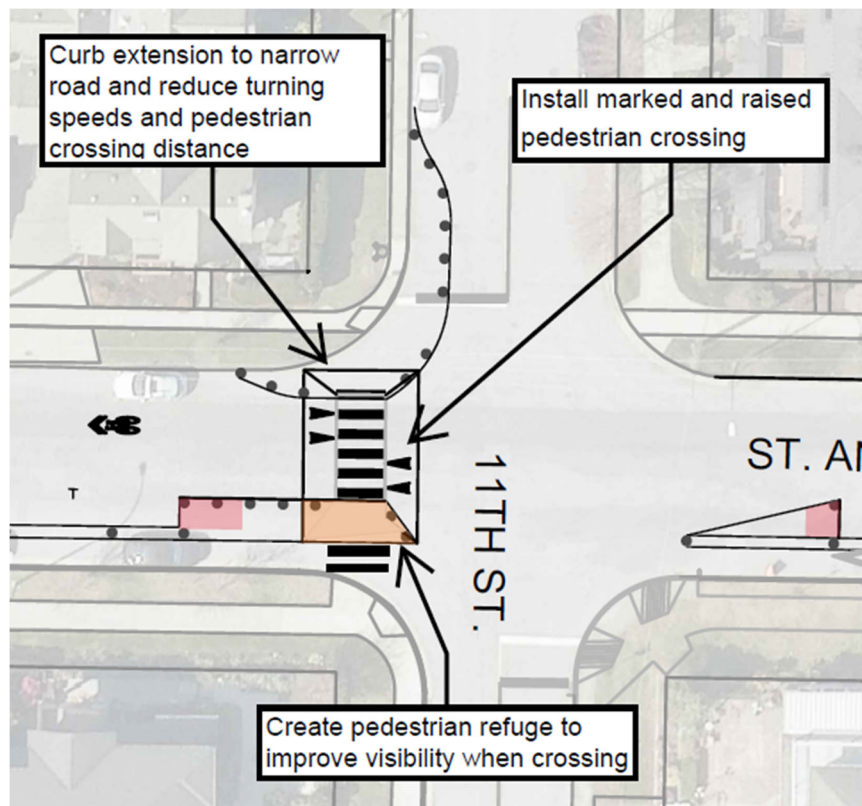 Curb extension to narrow
road and reduce turning
speeds and pedestrian
crossing distance
Install marked and raised
pedestrian crossing
ST. AN
11TH ST.
T
Create pedestrian refuge to
improve visibility when crossing